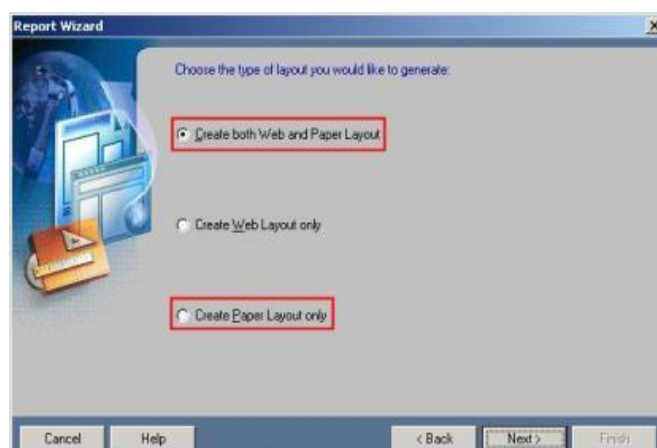 Report Wizard
Choose the type of layout you would like to generate:
Create both Web and Paper Layout
Create Web Layout only
Create Paper Layout only
Cancel Help < Back Next > Finish